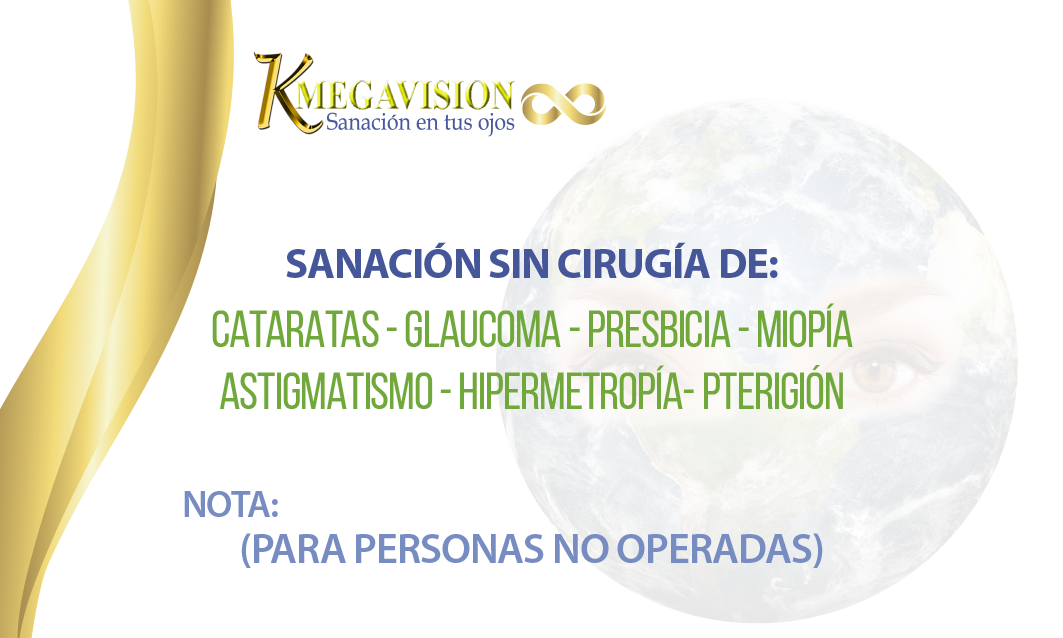 KMEGAVISION
Sanación en tus ojos
SANACIÓN SIN CIRUGÍA DE:
CATARATAS - GLAUCOMA - PRESBICIA - MIOPÍA
ASTIGMATISMO - HIPERMETROPÍA- PTERIGIÓN
NOTA:
(PARA PERSONAS NO OPERADAS)